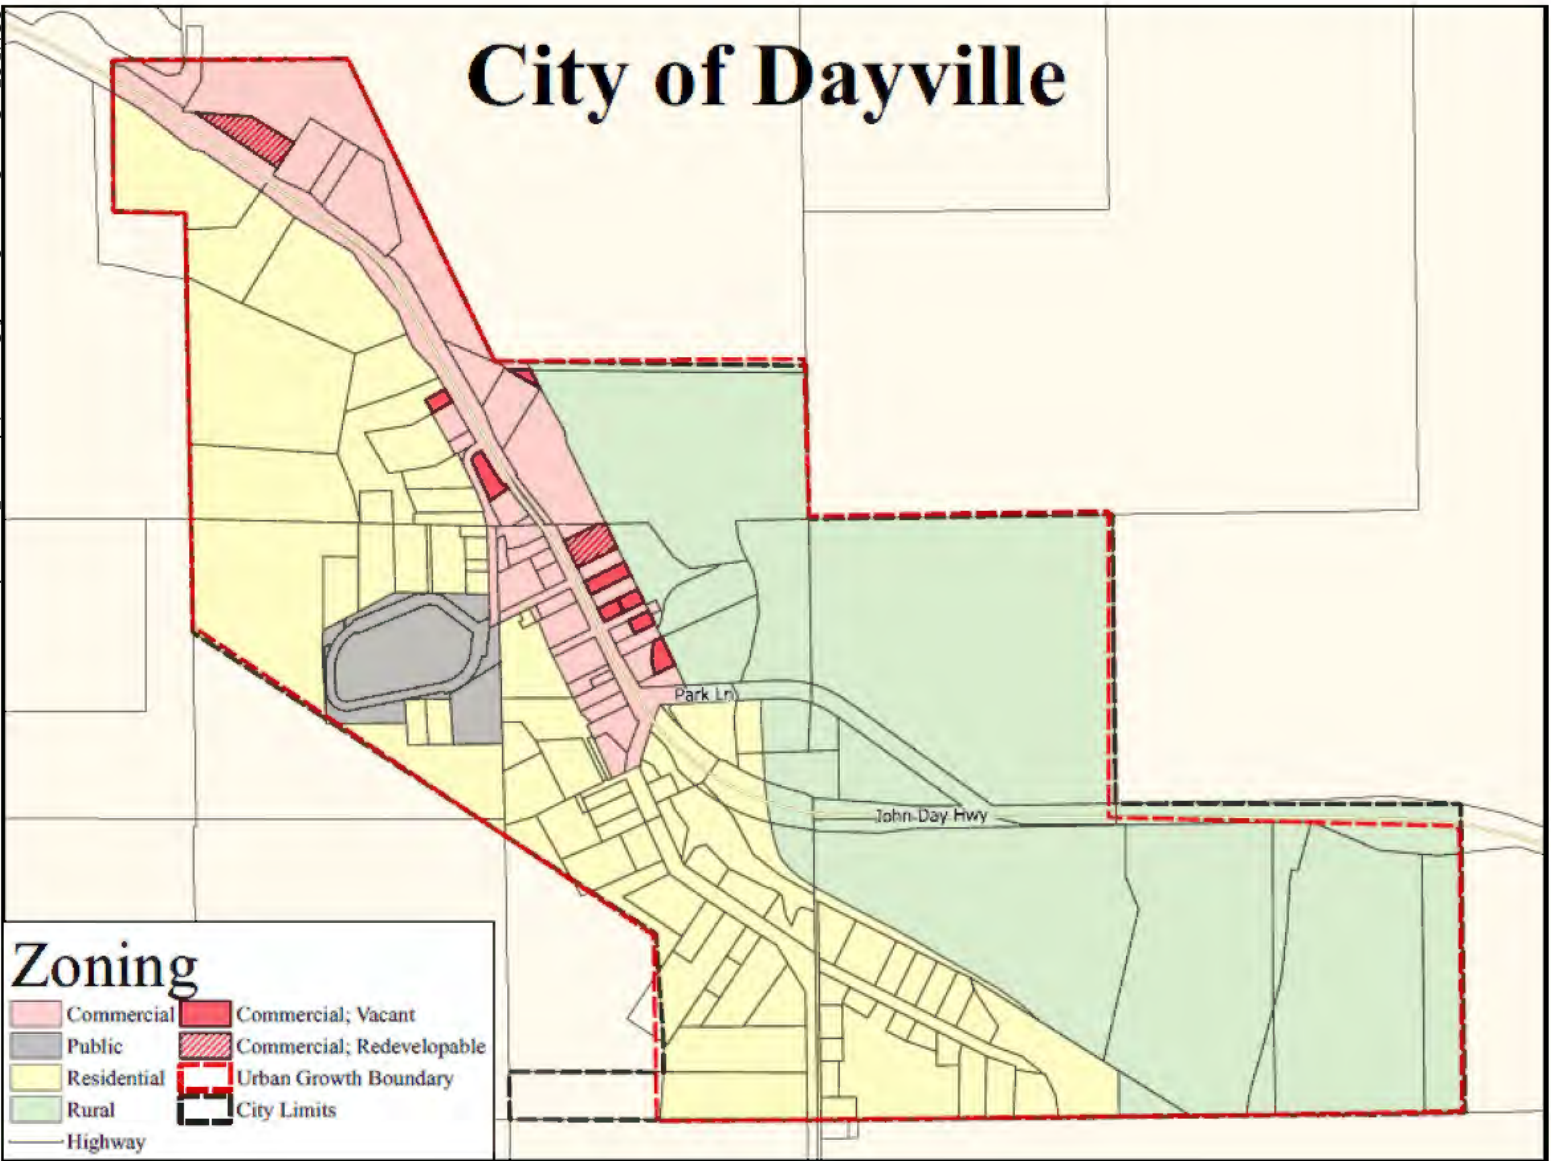 City of Dayville
Park Ln
John Day Hwy
Zoning
Commercial
Commercial; Vacant
Public
Commercial; Redevelopable
Residential
Urban Growth Boundary
Rural
City Limits
Highway